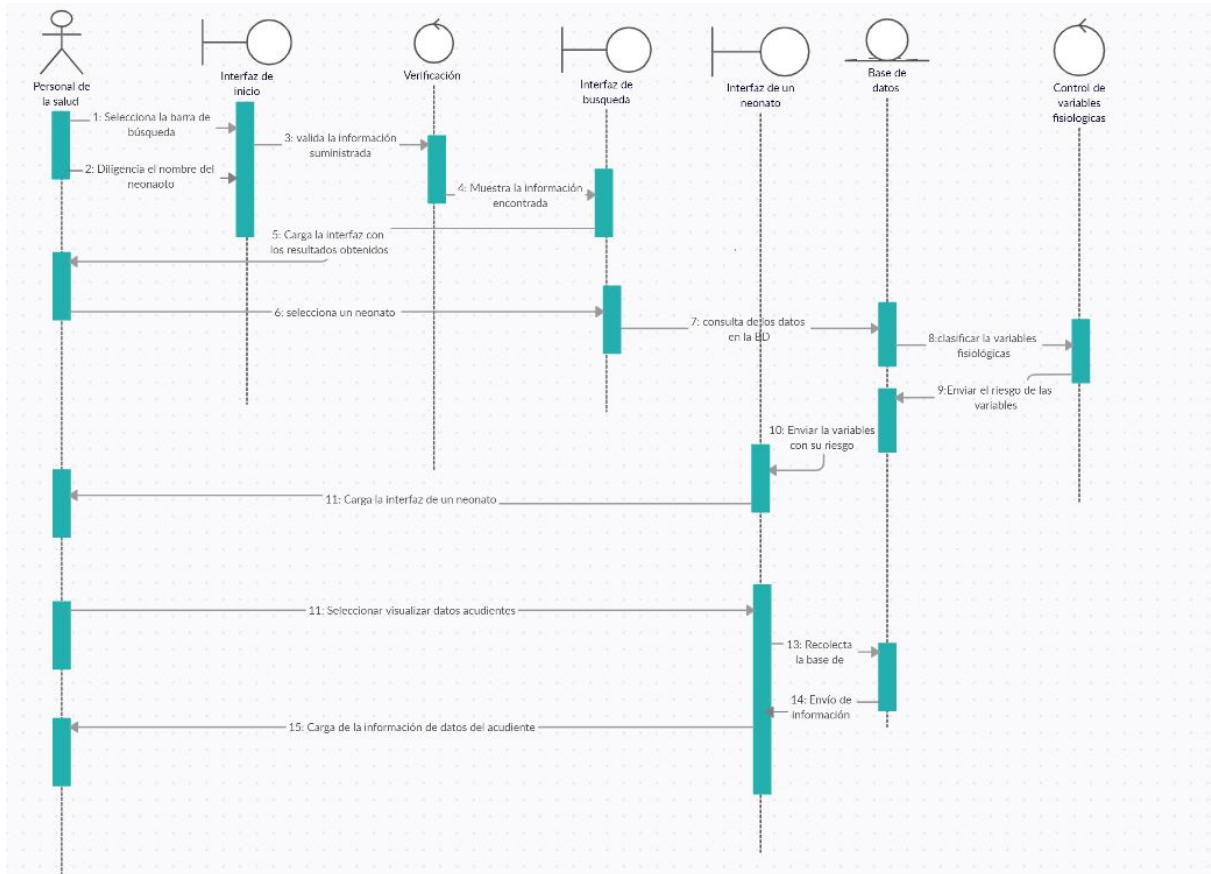 Personal de
la salud
Interfaz de
inicio
Verificación
Interfaz de
busqueda
Interfaz de un
neonato
Base de
datos
Control de
variables
fisiologicas
1: Selecciona la barra de
búsqueda
2: Diligencia el nombre del
neonaoto
3: valida la información
suministrada
4: Muestra la información
encontrada
5: Carga la interfaz con
los resultados obtenidos
6: selecciona un neonato
7: consulta de los datos
en la BD
8:clasificar la variables
fisiológicas
9:Enviar el riesgo de las
variables
10: Enviar la variables
con su riesgo
11: Carga la interfaz de un neonato
11: Seleccionar visualizar datos acudientes
13: Recolecta
la base de
14: Envío de
información
15: Carga de la información de datos del acudiente